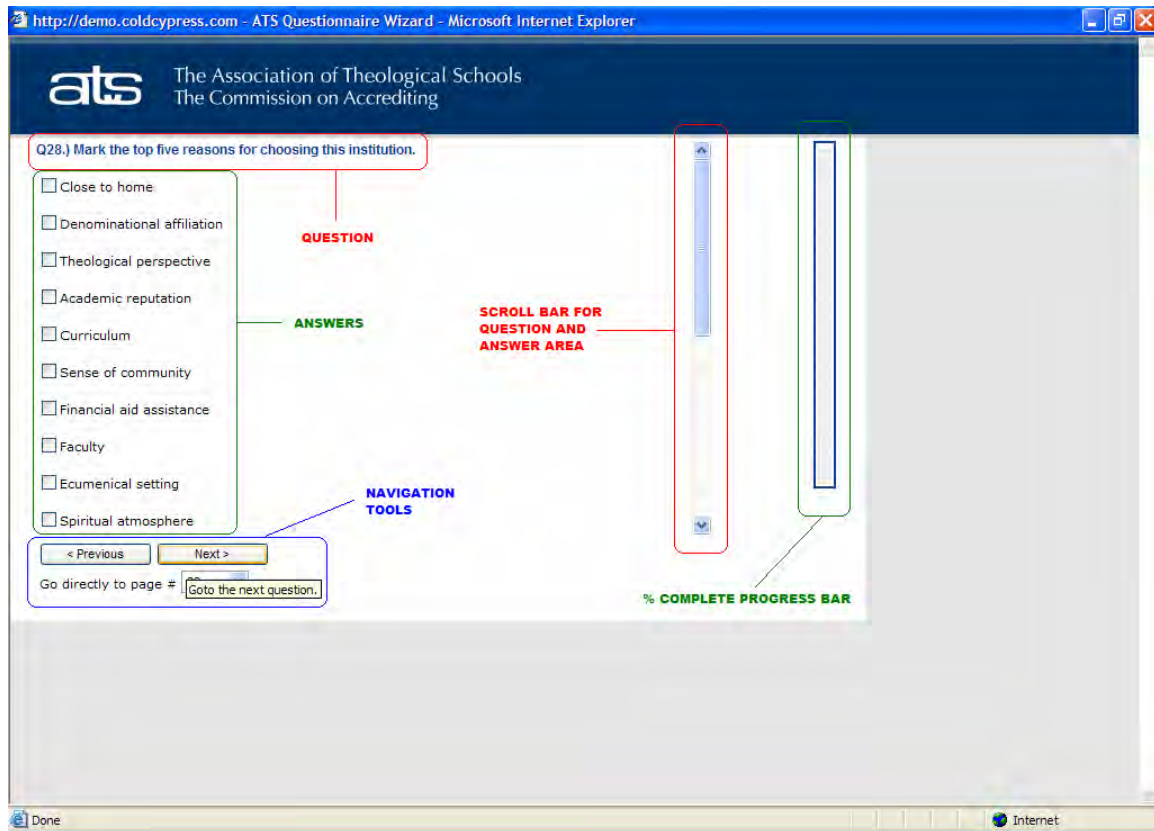 http://demo.coldcypress.com - ATS Questionnaire Wizard - Microsoft Internet Explorer
ats
The Association of Theological Schools
The Commission on Accrediting
Q28.) Mark the top five reasons for choosing this institution.
Close to home
Denominational affiliation
QUESTION
Theological perspective
Academic reputation
ANSWERS
SCROLL BAR FOR
QUESTION AND
ANSWER AREA
Curriculum
Sense of community
Financial aid assistance
Faculty
Ecumenical setting
NAVIGATION
TOOLS
Spiritual atmosphere
< Previous
Next >
Go directly to page #
Goto the next question.
% COMPLETE PROGRESS BAR
Done
Internet